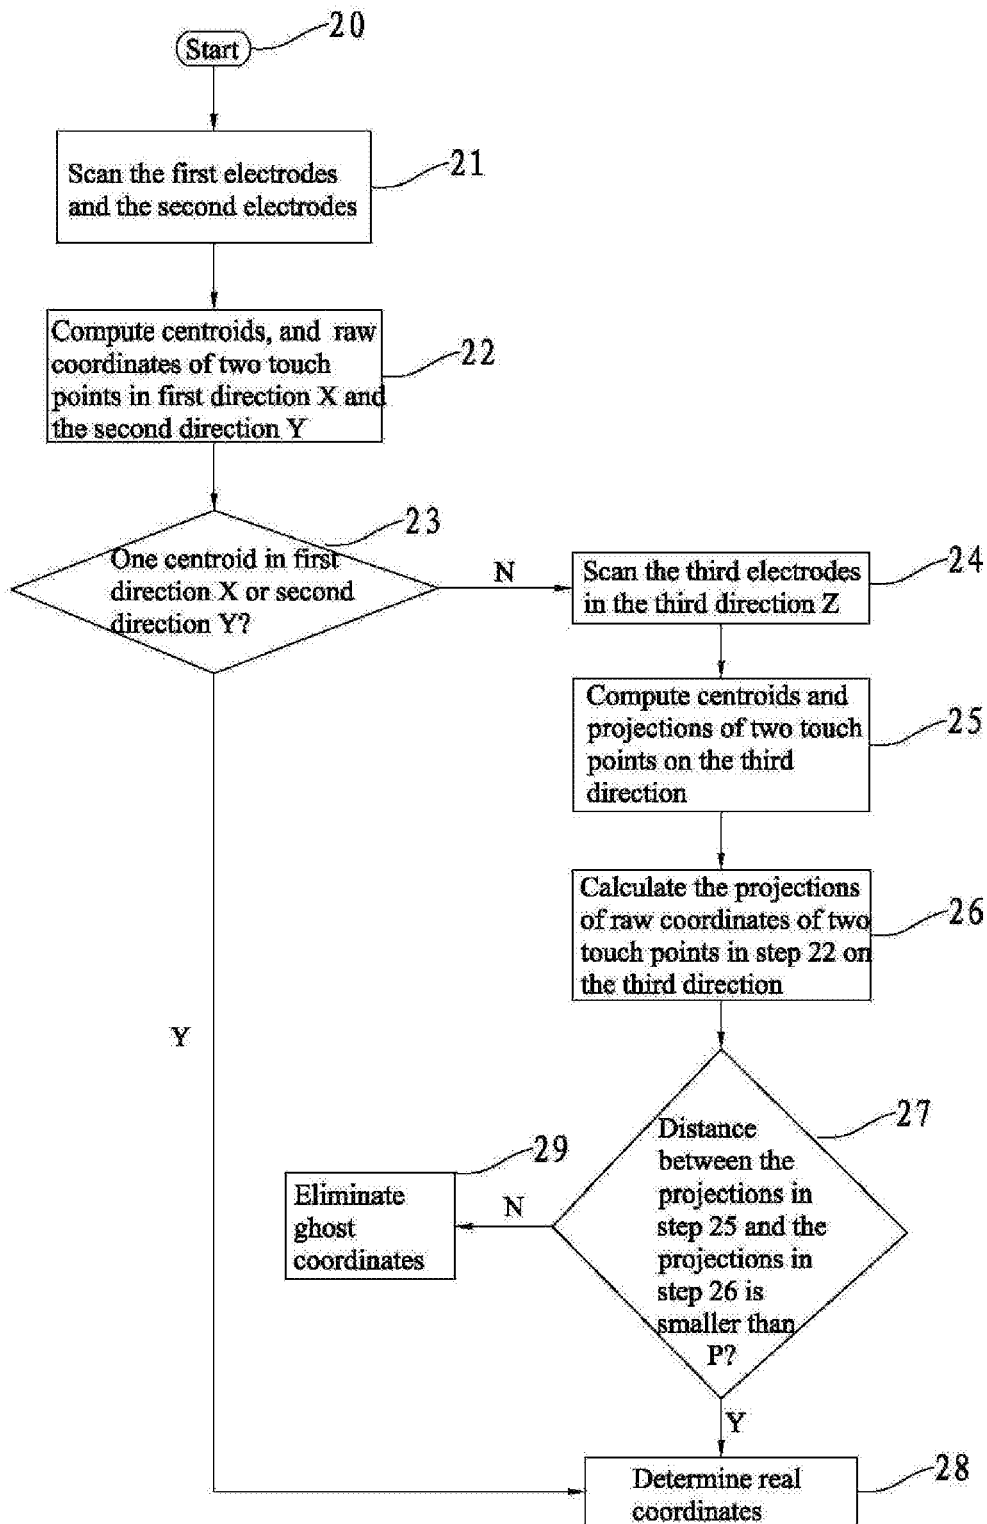 20
Start
21
Scan the first electrodes
and the second electrodes
22
Compute centroids, and raw
coordinates of two touch
points in first direction X and
the second direction Y
23
One centroid in first
direction X or second
direction Y?
N
24
Scan the third electrodes
in the third direction Z
25
Compute centroids and
projections of two touch
points on the third
direction
26
Calculate the projections
of raw coordinates of two
touch points in step 22 on
the third direction
Y
27
Distance
between the
projections in
step 25 and the
projections in
step 26 is
smaller than
P?
N
29
Eliminate
ghost
coordinates
Y
28
Determine real
coordinates